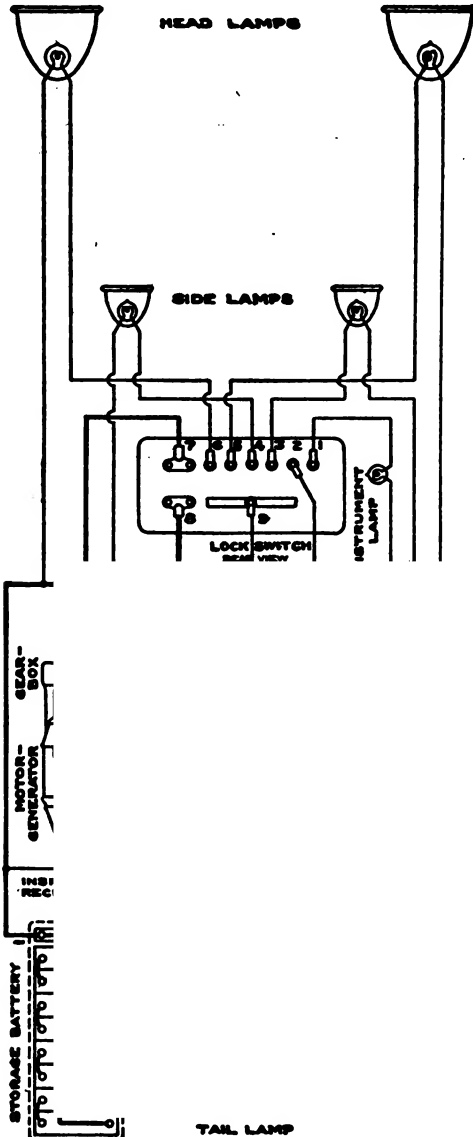 HEAD LAMPS
SIDE LAMPS
7 6 5 4 3 2 1
8 9
LOCK SWITCH
REAR VIEW
LAMP
GEAR-
BOX
MOTOR-
GENERATOR
STORAGE BATTERY
TAIL LAMP